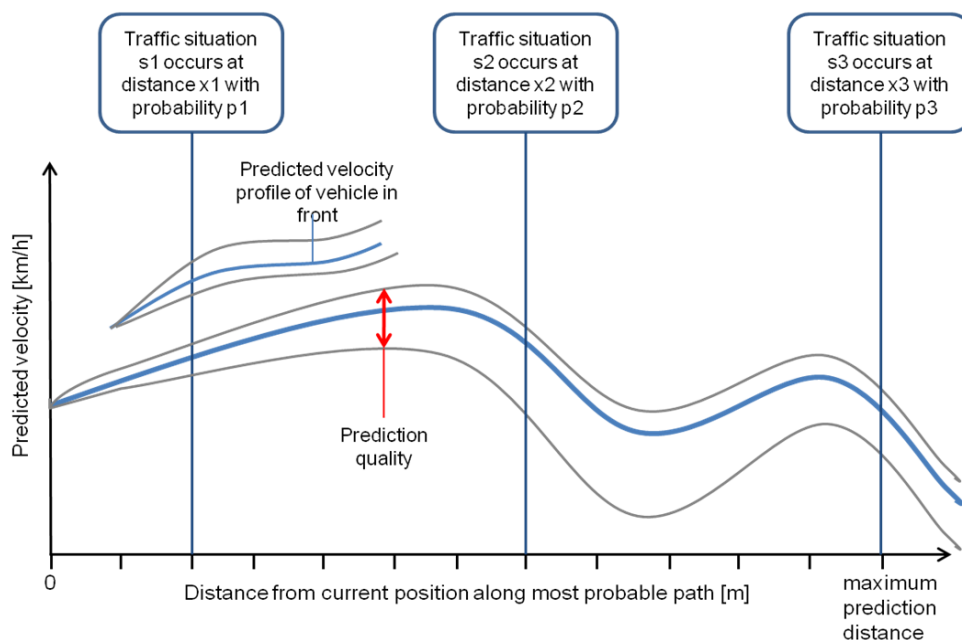 Traffic situation
s1 occurs at
distance x1 with
probability p1
Traffic situation
s2 occurs at
distance x2 with
probability p2
Traffic situation
s3 occurs at
distance x3 with
probability p3
Predicted velocity
profile of vehicle in
front
Predicted velocity [km/h]
Prediction
quality
0
Distance from current position along most probable path [m]
maximum
prediction
distance